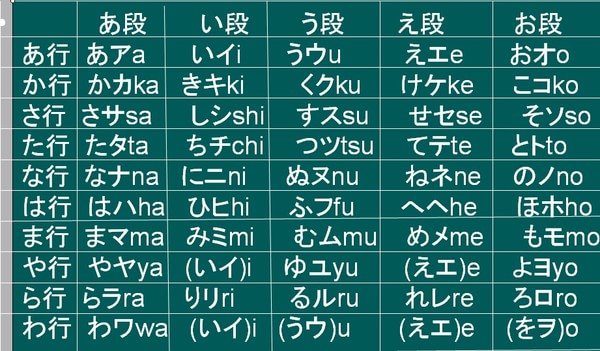 あ段 い段 う段 え段 お段
あ行 あアa いイi うウu えエe おオo
か行 かカka きキki くクku けケke こコko
さ行 さサsa しシshi すスsu せセse そソso
た行 たタta ちチchi つツtsu てテte とトto
な行 なナna にニni ぬヌnu ねネne のノno
は行 はハha ひヒhi ふフfu へヘhe ほホho
ま行 まマma みミmi むムmu めメme もモmo
や行 やヤya (いイ)i ゆユyu (えエ)e よヨyo
ら行 らラra りリri るルru れレre ろロro
わ行 わワwa (いイ)i (うウ)u (えエ)e (をヲ)o